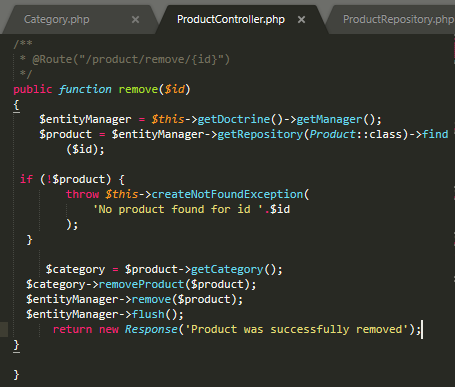 Category.php × ProductController.php × ProductRepository.php
/**
 * @Route("/product/remove/{id}")
 */
public function remove($id)
{
    $entityManager = $this->getDoctrine()->getManager();
    $product = $entityManager->getRepository(Product::class)->find
        ($id);
 if (!$product) {
        throw $this->createNotFoundException(
            'No product found for id '.$id
        );
  }
     $category = $product->getCategory();
  $category->removeProduct($product);
  $entityManager->remove($product);
  $entityManager->flush();
      return new Response('Product was successfully removed');
}
}